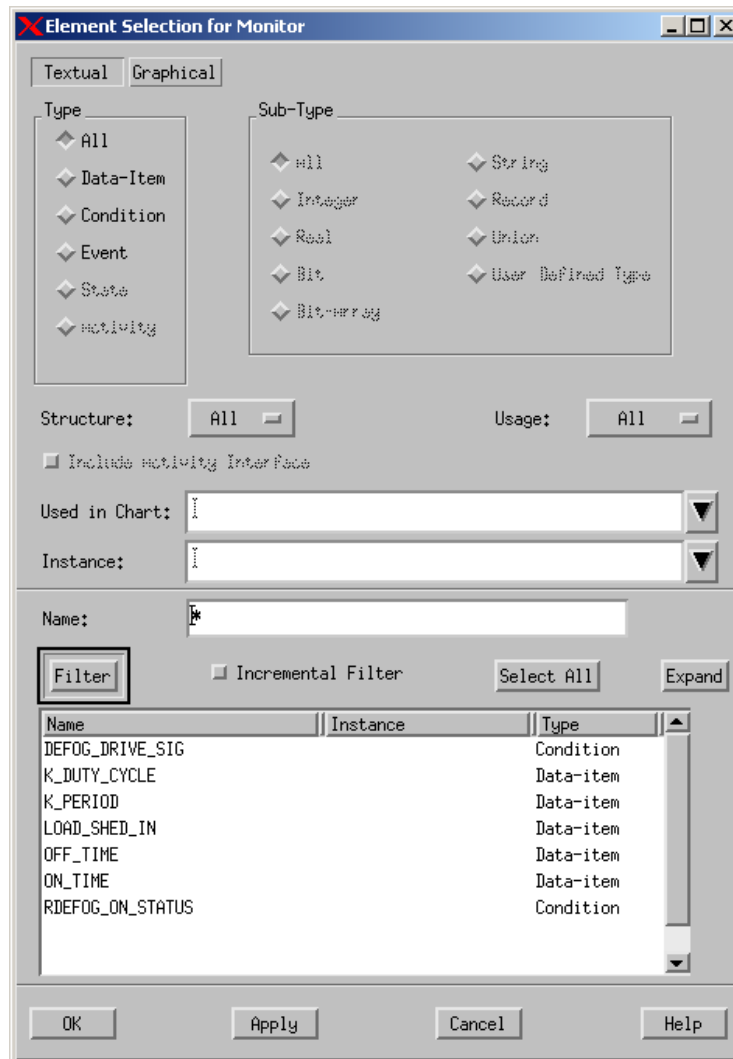 Element Selection for Monitor
Textual Graphical
Type
All
Data-Item
Condition
Event
State
Activity
Sub-Type
All
Integer
Real
Bit
Bit-Array
String
Record
Union
User Defined Type
Structure: All
Usage: All
Include Activity Interface
Used in Chart:
Instance:
Name: *
Filter Incremental Filter Select All Expand
Name Instance Type
DEFOG_DRIVE_SIG Condition
K_DUTY_CYCLE Data-item
K_PERIOD Data-item
LOAD_SHED_IN Data-item
OFF_TIME Data-item
ON_TIME Data-item
RDEFOG_ON_STATUS Condition
OK Apply Cancel Help